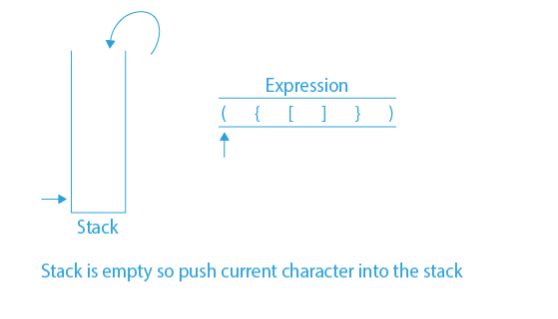 Expression
( { [ ] } )
Stack
Stack is empty so push current character into the stack